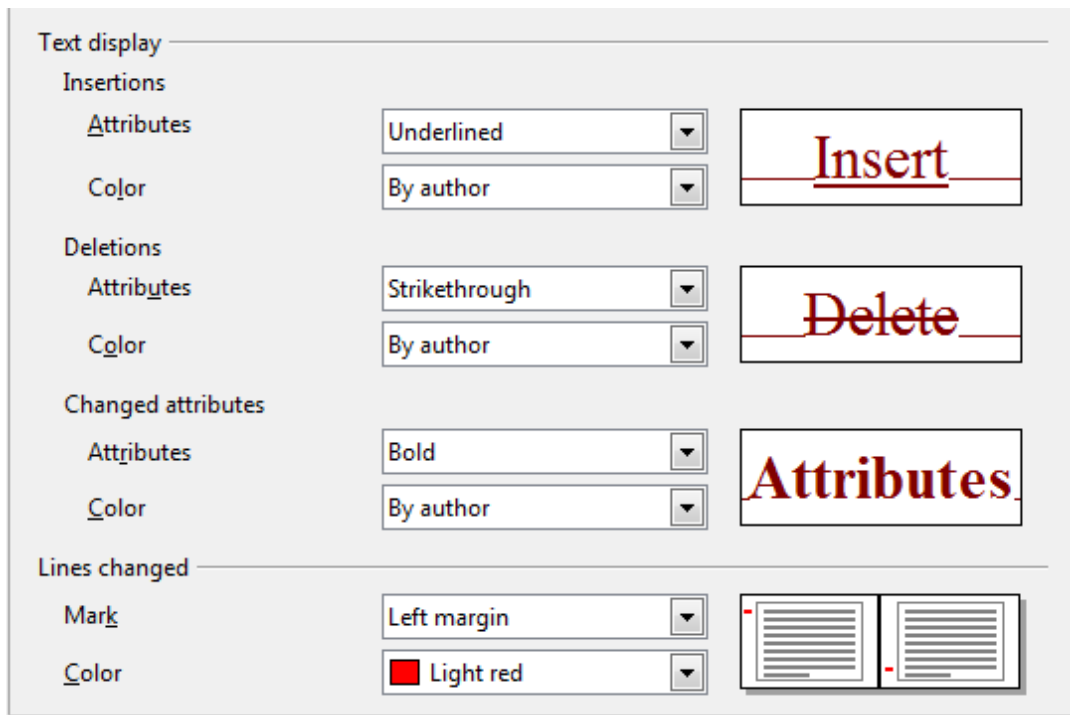 Text display
Insertions
Attributes Underlined Insert
Color By author
Deletions
Attributes Strikethrough Delete
Color By author
Changed attributes
Attributes Bold Attributes
Color By author
Lines changed
Mark Left margin
Color Light red